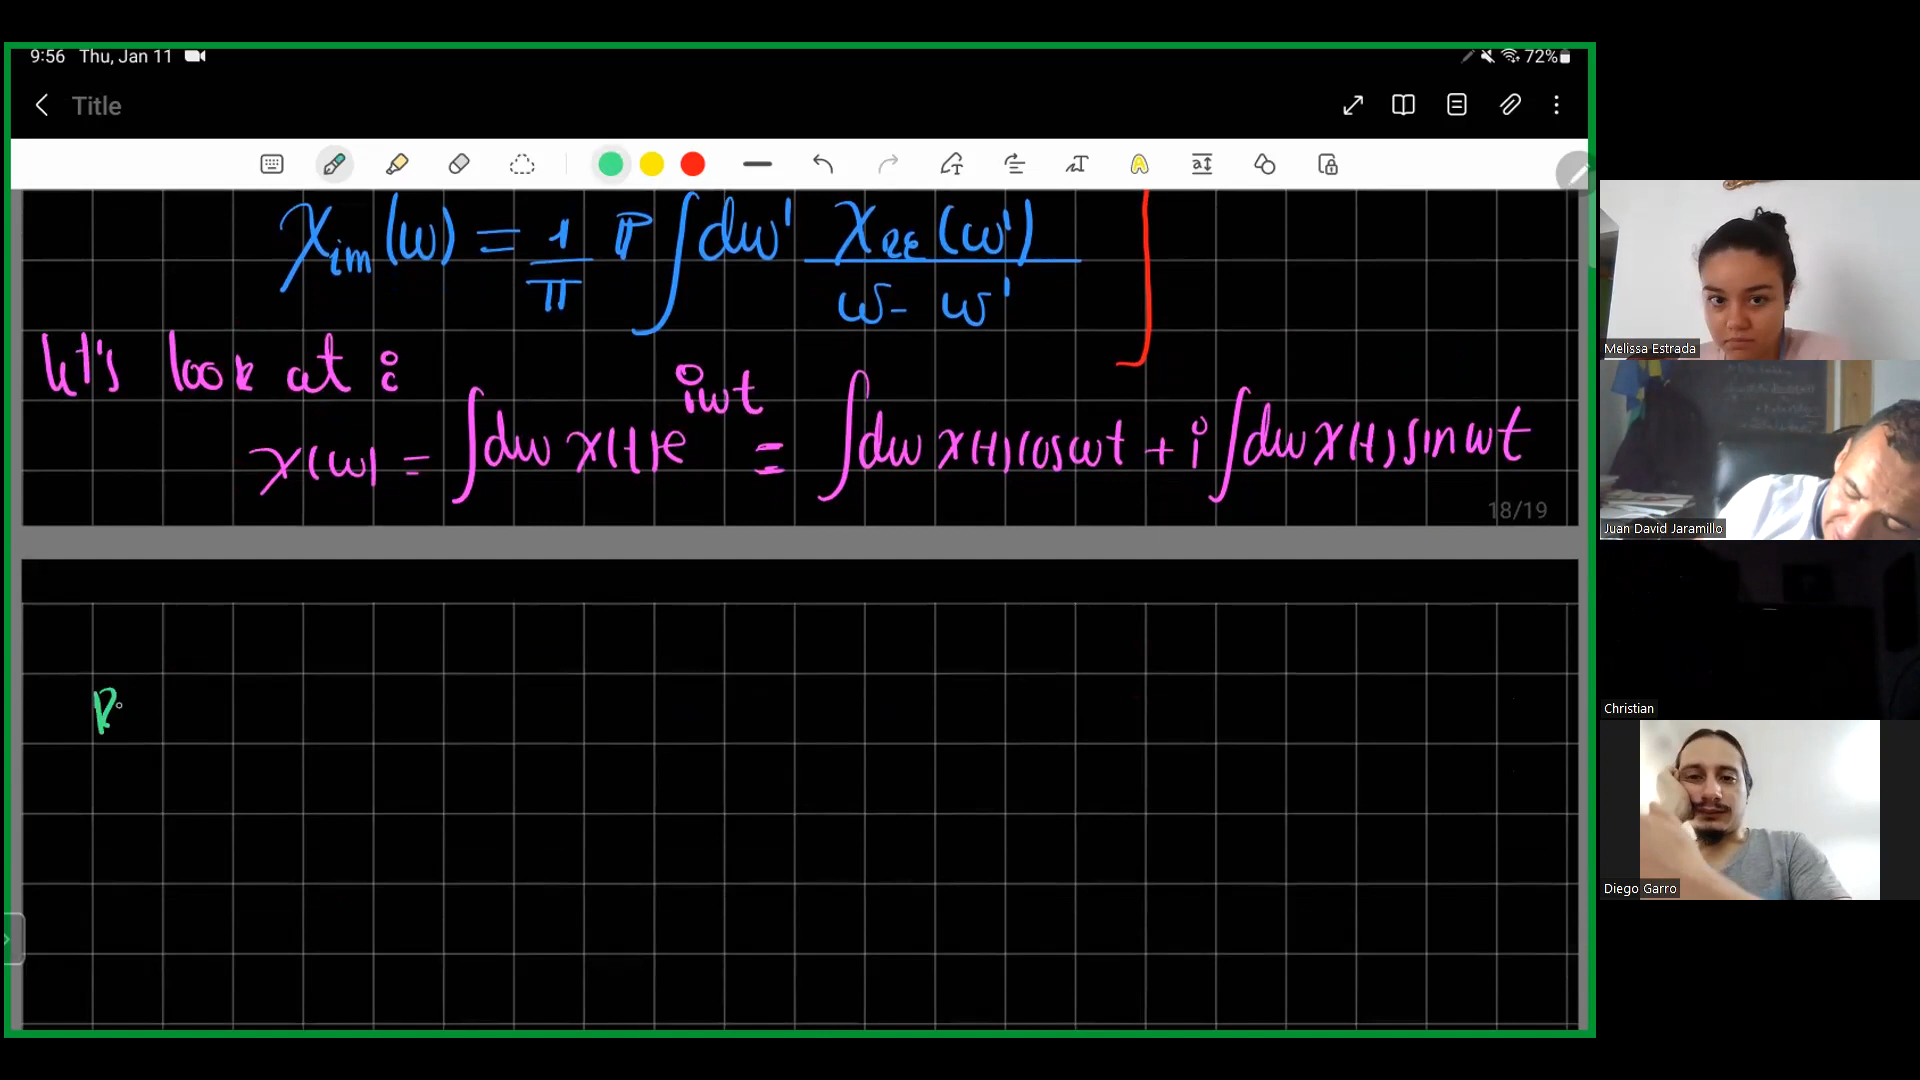 9:56 Thu, Jan 11 72%
Title
χim(ω) = 1/π ℙ∫dω' χRe(ω')/(ω - ω')
let's look at :
χ(ω) = ∫dω χ(t)e^iωt = ∫dω χ(t)cosωt + i∫dω χ(t) sinωt
18/19
R
Melissa Estrada
Juan David Jaramillo
Christian
Diego Garro